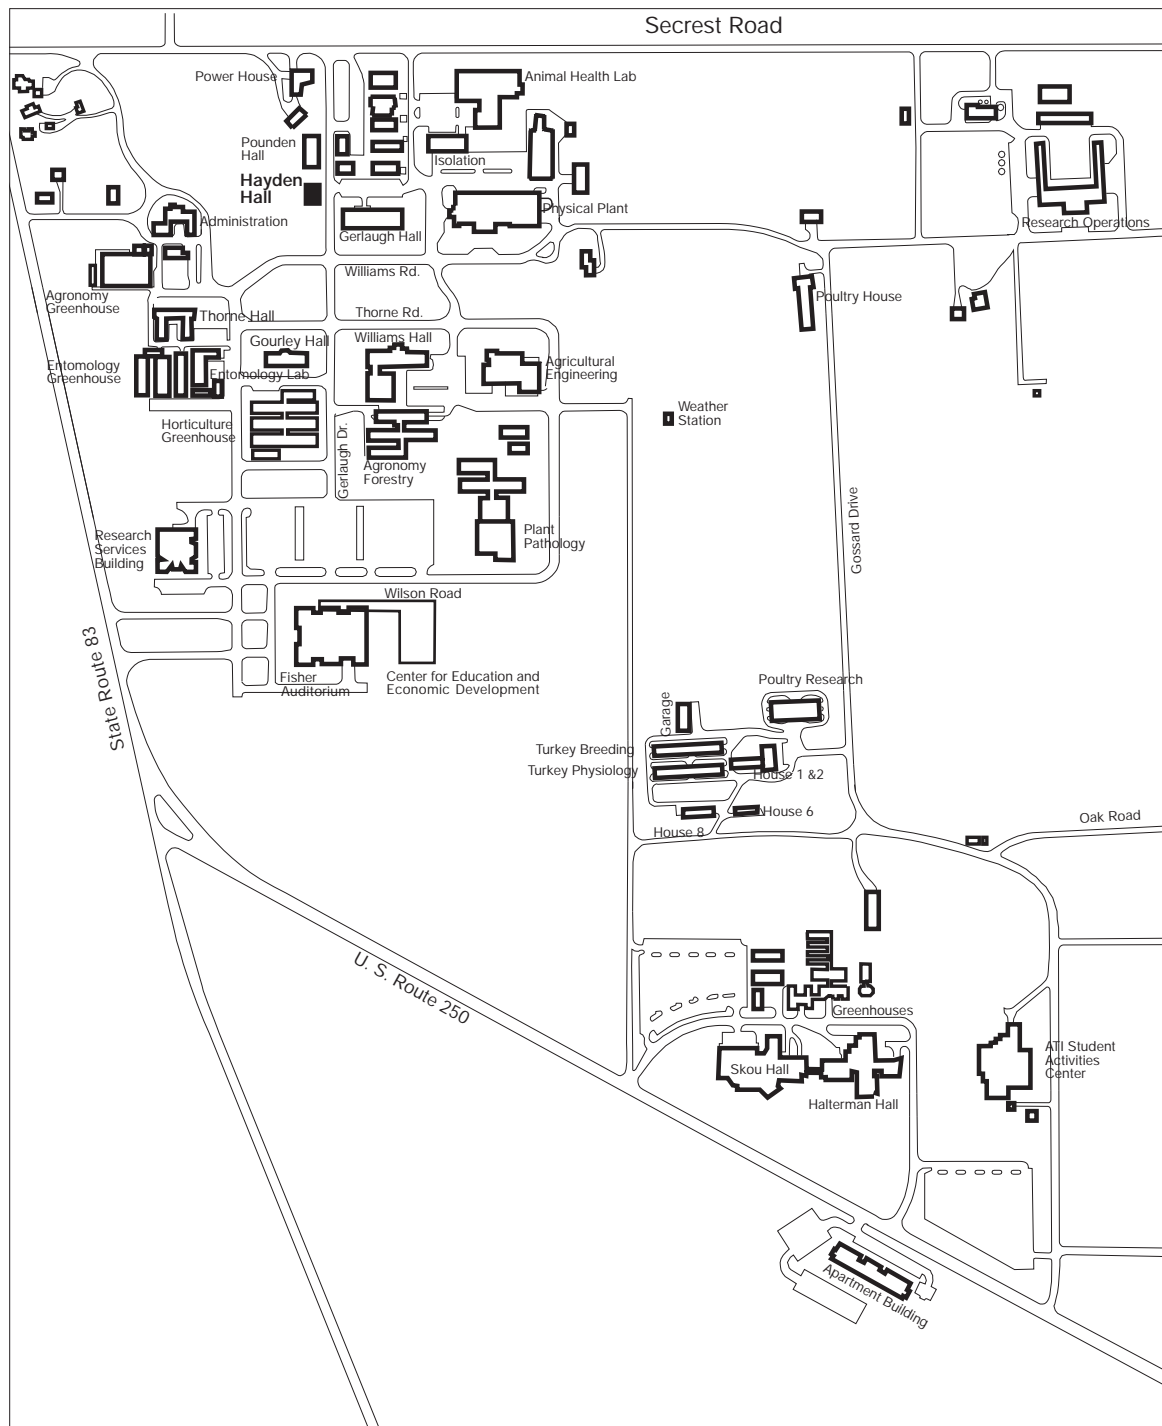 Secrest Road
Power House
Animal Health Lab
Pounden
Hall
Isolation
Hayden
Hall
Administration
Gerlaugh Hall
Physical Plant
Research Operations
Williams Rd.
Agronomy
Greenhouse
Poultry House
Thorne Rd.
Thorne Hall
Gourley Hall
Williams Hall
Entomology
Greenhouse
Entomology Lab
Agricultural
Engineering
Weather
Station
Horticulture
Greenhouse
Gerlaugh Dr.
Agronomy
Forestry
Gossard Drive
Research
Services
Building
Plant
Pathology
Wilson Road
State Route 83
Fisher
Auditorium
Center for Education and
Economic Development
Poultry Research
Garage
Turkey Breeding
Turkey Physiology
House 1 &2
House 6
House 8
Oak Road
U. S. Route 250
Greenhouses
Skou Hall
Halterman Hall
ATI Student
Activities
Center
Apartment Building